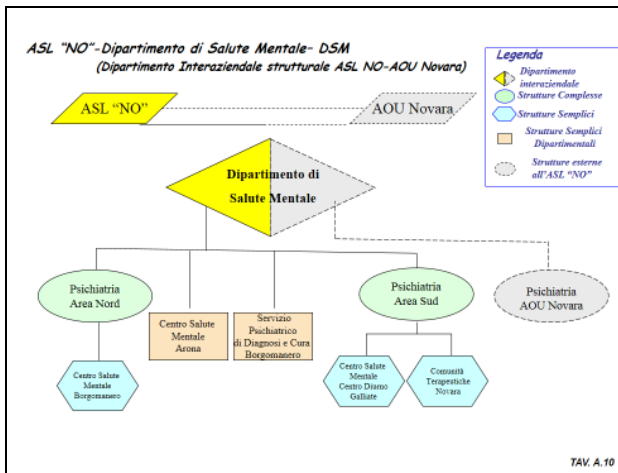 ASL “NO”-Dipartimento di Salute Mentale- DSM
(Dipartimento Interaziendale strutturale ASL NO-AOU Novara)
Legenda
Dipartimento
interaziendale
Strutture Complesse
Strutture Semplici
Strutture Semplici
Dipartimentali
Strutture esterne
all'ASL “NO”
ASL “NO”
AOU Novara
Dipartimento di
Salute Mentale
Psichiatria
Area Nord
Centro Salute
Mentale
Arona
Servizio
Psichiatrico
di Diagnosi e Cura
Borgomanero
Psichiatria
Area Sud
Psichiatria
AOU Novara
Centro Salute
Mentale
Borgomanero
Centro Salute
Mentale
Centro Diurno
Galliate
Comunità
Terapeutiche
Novara
TAV. A.10